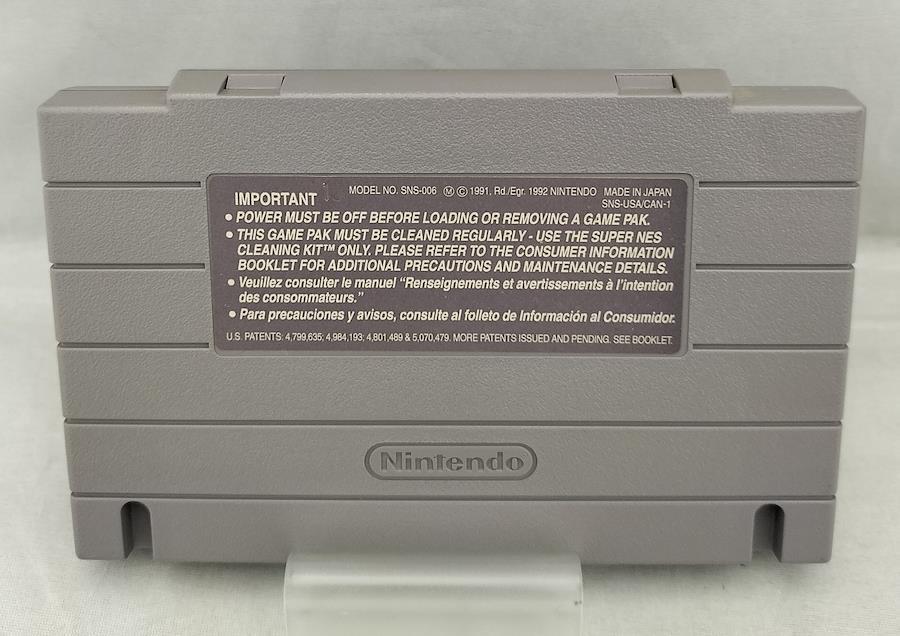 IMPORTANT MODEL NO. SNS-006 Ⓜ © 1991, Rd./Egr. 1992 NINTENDO MADE IN JAPAN
SNS-USA/CAN-1
• POWER MUST BE OFF BEFORE LOADING OR REMOVING A GAME PAK.
• THIS GAME PAK MUST BE CLEANED REGULARLY - USE THE SUPER NES
CLEANING KIT™ ONLY. PLEASE REFER TO THE CONSUMER INFORMATION
BOOKLET FOR ADDITIONAL PRECAUTIONS AND MAINTENANCE DETAILS.
• Veuillez consulter le manuel “Renseignements et avertissements à l’intention
des consommateurs.”
• Para precauciones y avisos, consulte al folleto de Información al Consumidor.
U.S. PATENTS: 4,799,635; 4,984,193; 4,801,489 & 5,070,479. MORE PATENTS ISSUED AND PENDING. SEE BOOKLET.
Nintendo